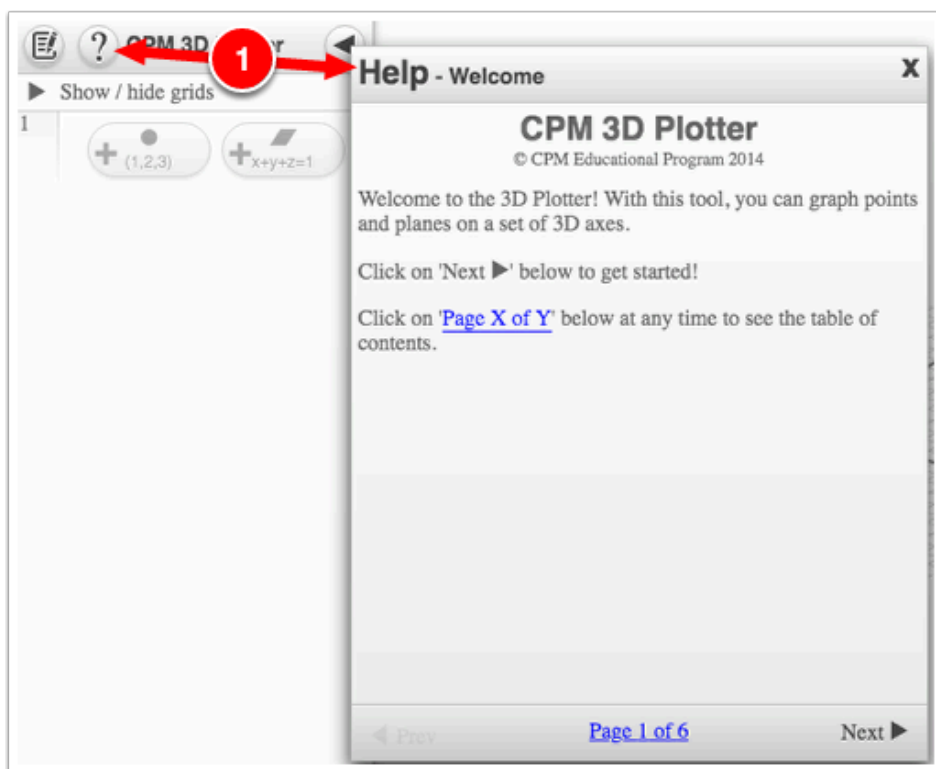 ? CPM 3D r
1
Show / hide grids
1
+ (1,2,3)
+ x+y+z=1
Help - Welcome X
CPM 3D Plotter
© CPM Educational Program 2014
Welcome to the 3D Plotter! With this tool, you can graph points
and planes on a set of 3D axes.
Click on 'Next ▶' below to get started!
Click on 'Page X of Y' below at any time to see the table of
contents.
◀ Prev Page 1 of 6 Next ▶